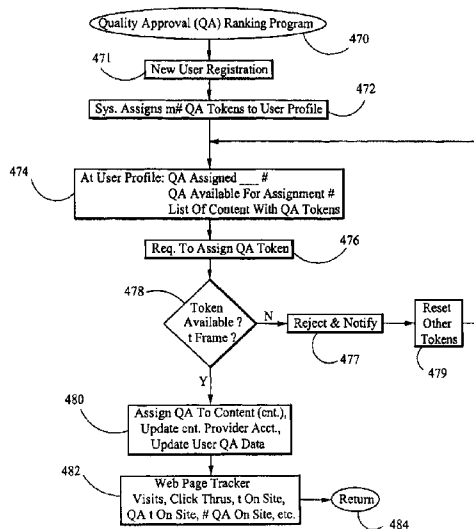 Quality Approval (QA) Ranking Program
470
471
New User Registration
472
Sys. Assigns m# QA Tokens to User Profile
474
At User Profile: QA Assigned ___ #
QA Available For Assignment #
List Of Content With QA Tokens
Req. To Assign QA Token
476
478
Token
Available ?
t Frame ?
N
Reject & Notify
477
Reset
Other
Tokens
479
Y
480
Assign QA To Content (cnt.),
Update cnt. Provider Acct.,
Update User QA Data
482
Web Page Tracker
Visits, Click Thrus, t On Site,
QA t On Site, # QA On Site, etc.
Return
484